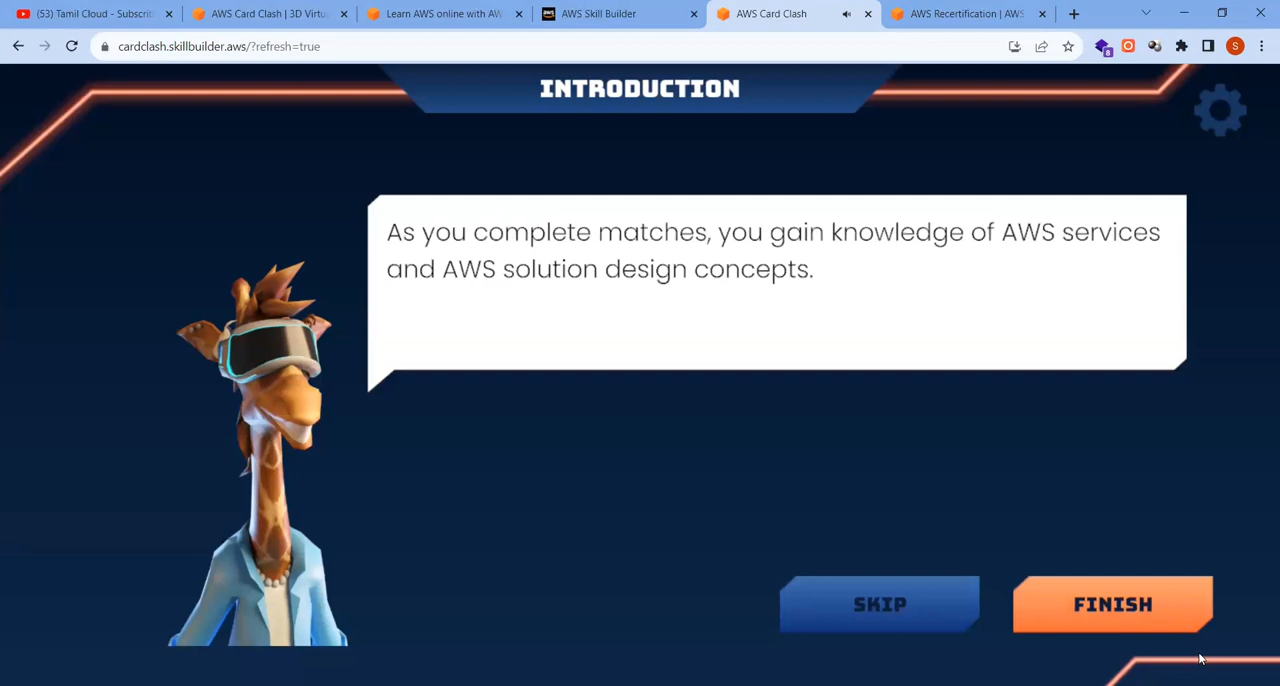 (53) Tamil Cloud - Subscrit
AWS Card Clash | 3D Virtu
Learn AWS online with AW
aws
AWS Skill Builder
AWS Card Clash
AWS Recertification | AWS
cardclash.skillbuilder.aws/?refresh=true
8
S
INTRODUCTION
As you complete matches, you gain knowledge of AWS services
and AWS solution design concepts.
SKIP
FINISH